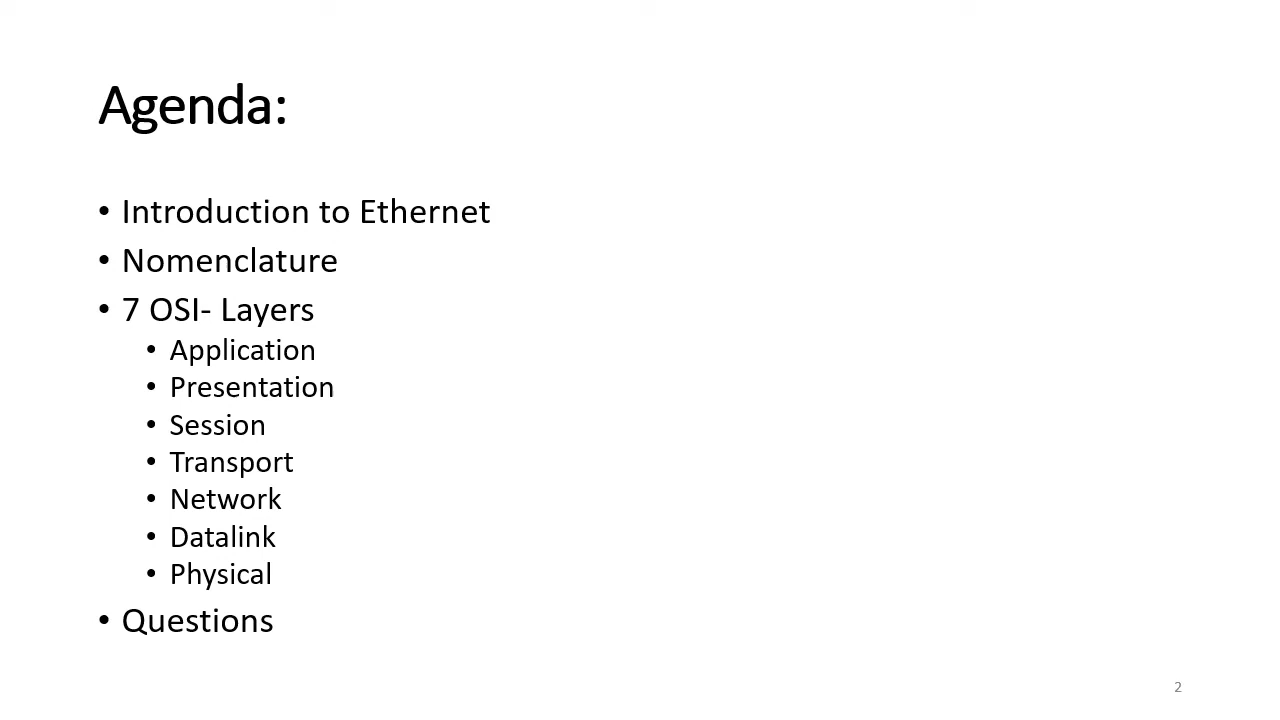 Agenda:
• Introduction to Ethernet
• Nomenclature
• 7 OSI- Layers
• Application
• Presentation
• Session
• Transport
• Network
• Datalink
• Physical
• Questions
2